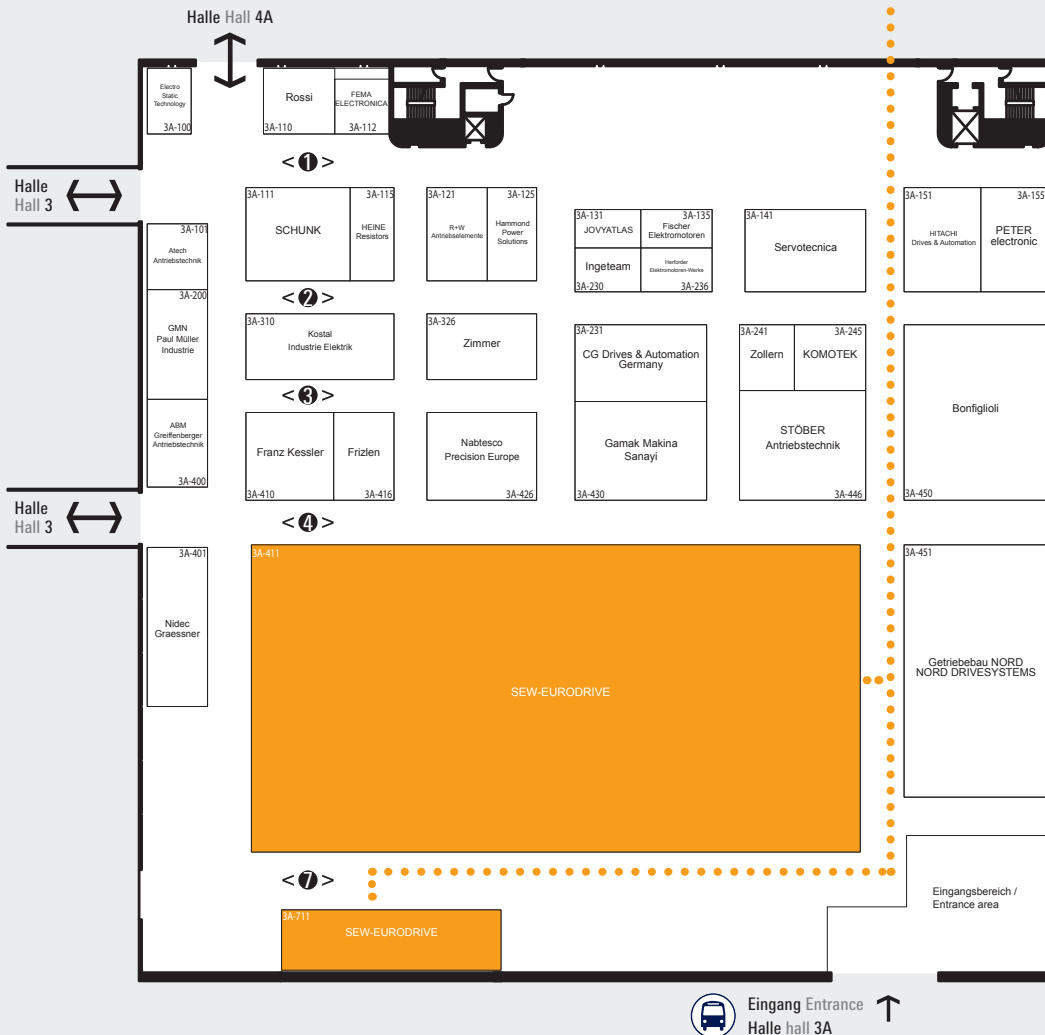 Halle Hall 4A
Electro
Static
Technology
3A-100
Rossi
3A-110
FEMA
ELECTRONICA
3A-112
< 1 >
Halle
Hall 3
3A-111
SCHUNK
3A-115
HEINE
Resistors
3A-121
R+W
Antriebselemente
3A-125
Hammond
Power
Solutions
3A-131
JOVYATLAS
3A-135
Fischer
Elektromotoren
Ingeteam
3A-230
Herforder
Elektromotoren-Werke
3A-236
3A-141
Servotecnica
3A-151
HITACHI
Drives & Automation
3A-155
PETER
electronic
3A-101
Atech
Antriebstechnik
3A-200
GMN
Paul Müller
Industrie
ABM
Greiffenberger
Antriebstechnik
3A-400
< 2 >
3A-310
Kostal
Industrie Elektrik
3A-326
Zimmer
3A-231
CG Drives & Automation
Germany
3A-241
Zollern
3A-245
KOMOTEK
Bonfiglioli
3A-450
< 3 >
Franz Kessler
3A-410
Frizlen
3A-416
Nabtesco
Precision Europe
3A-426
Gamak Makina
Sanayi
3A-430
STÖBER
Antriebstechnik
3A-446
Halle
Hall 3
< 4 >
3A-401
Nidec
Graessner
3A-411
SEW-EURODRIVE
3A-451
Getriebebau NORD
NORD DRIVESYSTEMS
< 7 >
3A-711
SEW-EURODRIVE
Eingangsbereich /
Entrance area
Eingang Entrance
Halle hall 3A